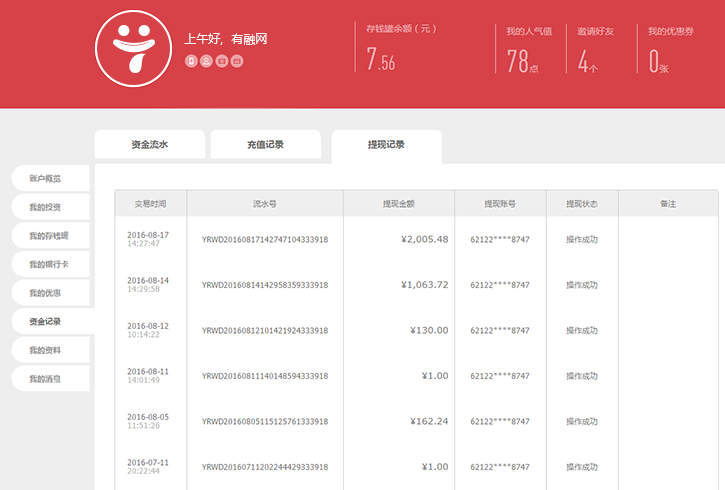 上午好，有融网
存钱罐余额（元）
7.56
我的人气值
78点
邀请好友
4个
我的优惠券
0张
资金流水
充值记录
提现记录
账户概览
我的投资
我的存钱罐
我的银行卡
我的优惠
资金记录
我的资料
我的消息
交易时间 流水号 提现金额 提现账号 提现状态 备注
2016-08-17
14:27:47
YRWD20160817142747104333918 ¥2,005.48 62122****8747 操作成功
2016-08-14
14:29:58
YRWD20160814142958359333918 ¥1,063.72 62122****8747 操作成功
2016-08-12
10:14:22
YRWD20160812101421924333918 ¥130.00 62122****8747 操作成功
2016-08-11
14:01:49
YRWD20160811140148594333918 ¥1.00 62122****8747 操作成功
2016-08-05
11:51:26
YRWD20160805115125761333918 ¥162.24 62122****8747 操作成功
2016-07-11
20:22:44
YRWD20160711202244429333918 ¥1.00 62122****8747 操作成功